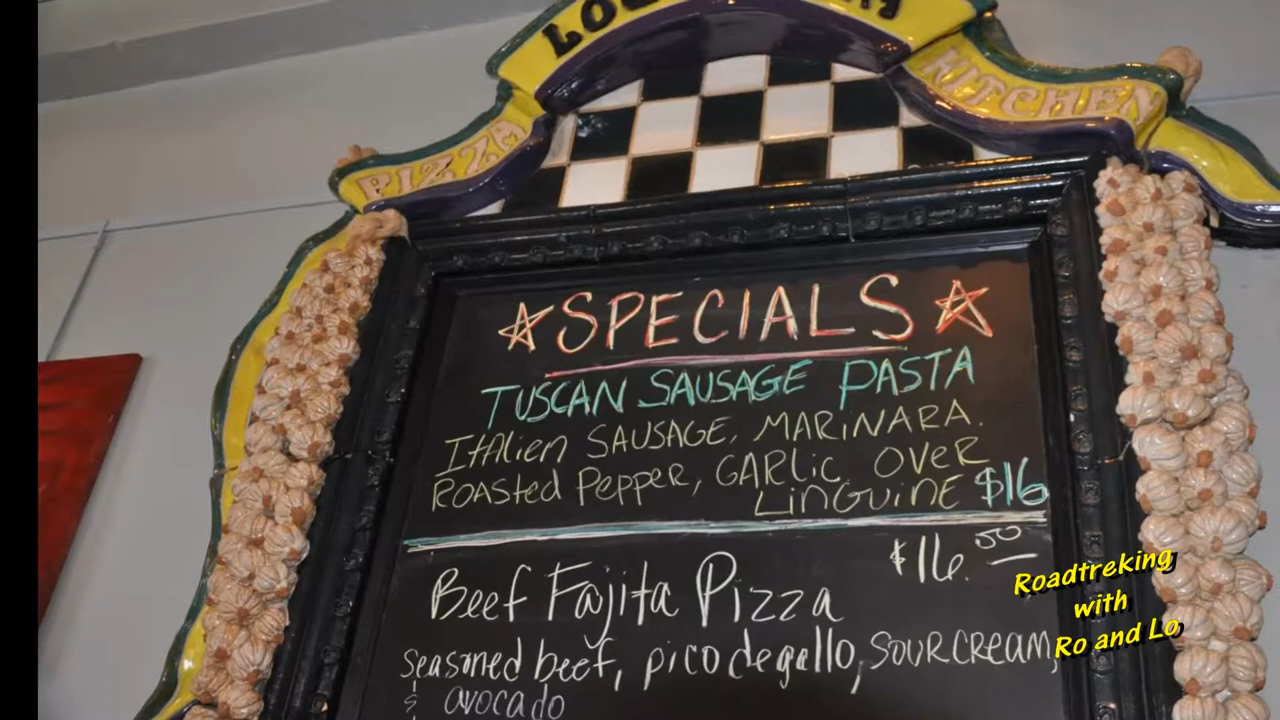 PIZZA
KITCHEN
☆ SPECIALS ☆
TUSCAN SAUSAGE PASTA
ITAlien SAUSAGE, MARiNARA.
ROASTED PEPPER, GARLIC OVER
LINGUINE $16
Beef Fajita Pizza $16.00
seasoned beef, pico de gallo, SOUR CREAM,
& avocado
Roadtreking
with
Ro and Lo